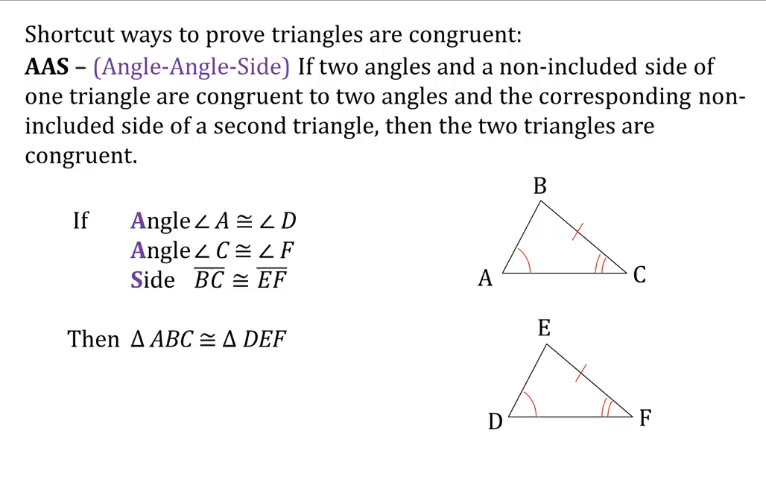 Shortcut ways to prove triangles are congruent:
AAS – (Angle-Angle-Side) If two angles and a non-included side of
one triangle are congruent to two angles and the corresponding non-
included side of a second triangle, then the two triangles are
congruent.
If Angle ∠ A ≅ ∠ D
Angle ∠ C ≅ ∠ F
Side B̅C̅ ≅ E̅F̅
Then Δ ABC ≅ Δ DEF
B
A
C
E
D
F